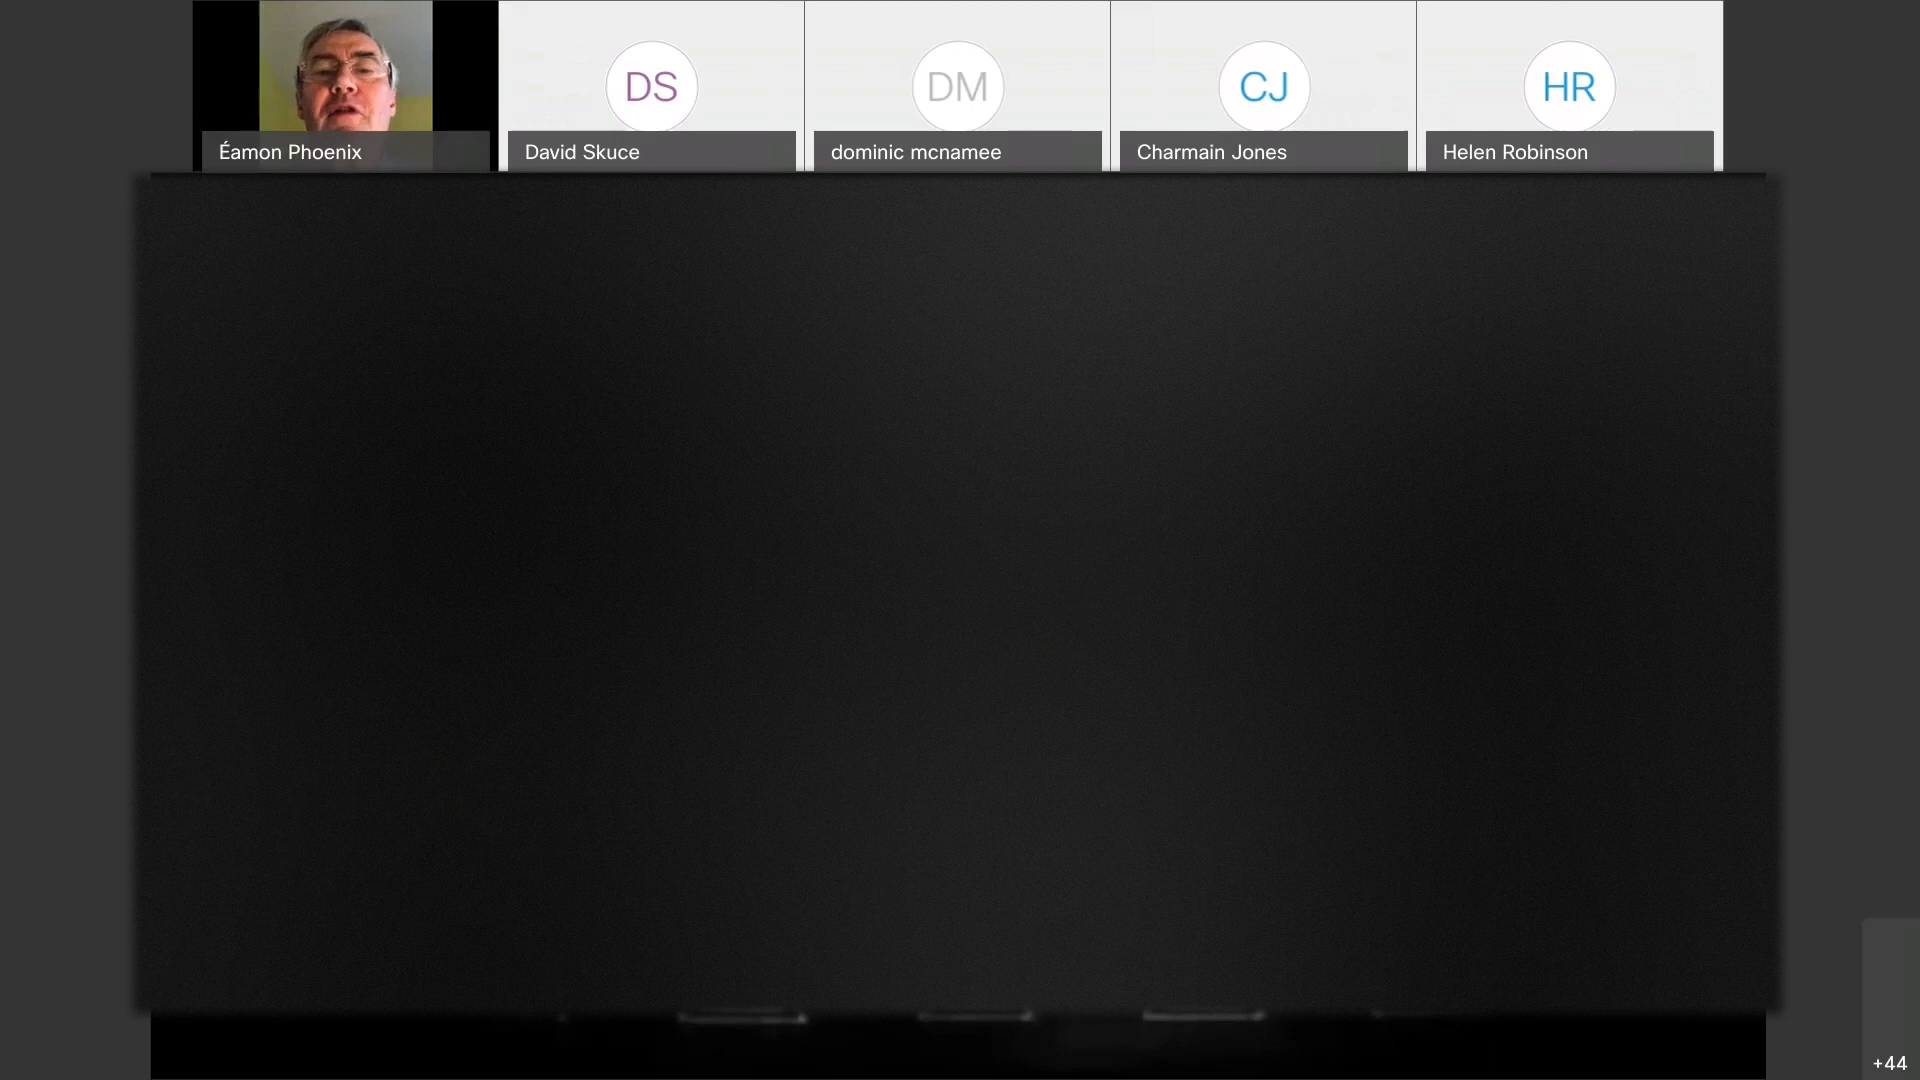 DS
DM
CJ
HR
Éamon Phoenix
David Skuce
dominic mcnamee
Charmain Jones
Helen Robinson
+44